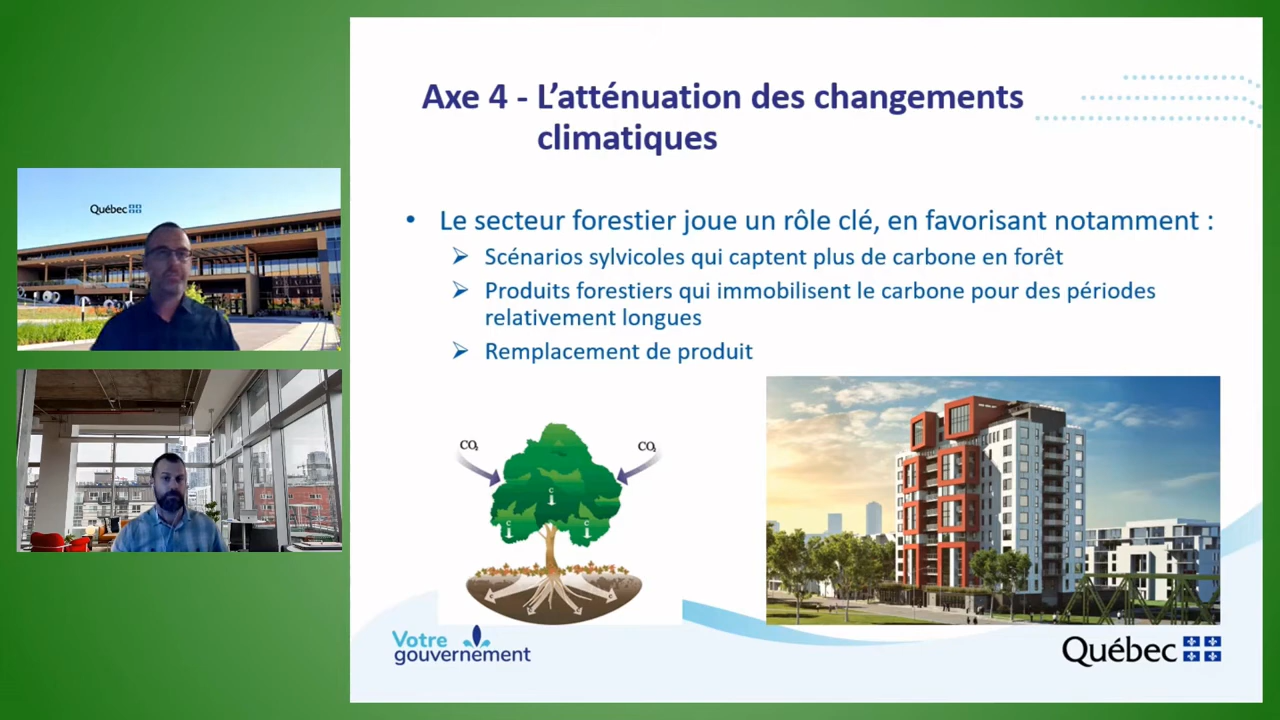 Axe 4 - L'atténuation des changements
climatiques
• Le secteur forestier joue un rôle clé, en favorisant notamment :
➢ Scénarios sylvicoles qui captent plus de carbone en forêt
➢ Produits forestiers qui immobilisent le carbone pour des périodes
relativement longues
➢ Remplacement de produit
Québec
CO₂
CO₂
C
C
C
Votre
gouvernement
Québec